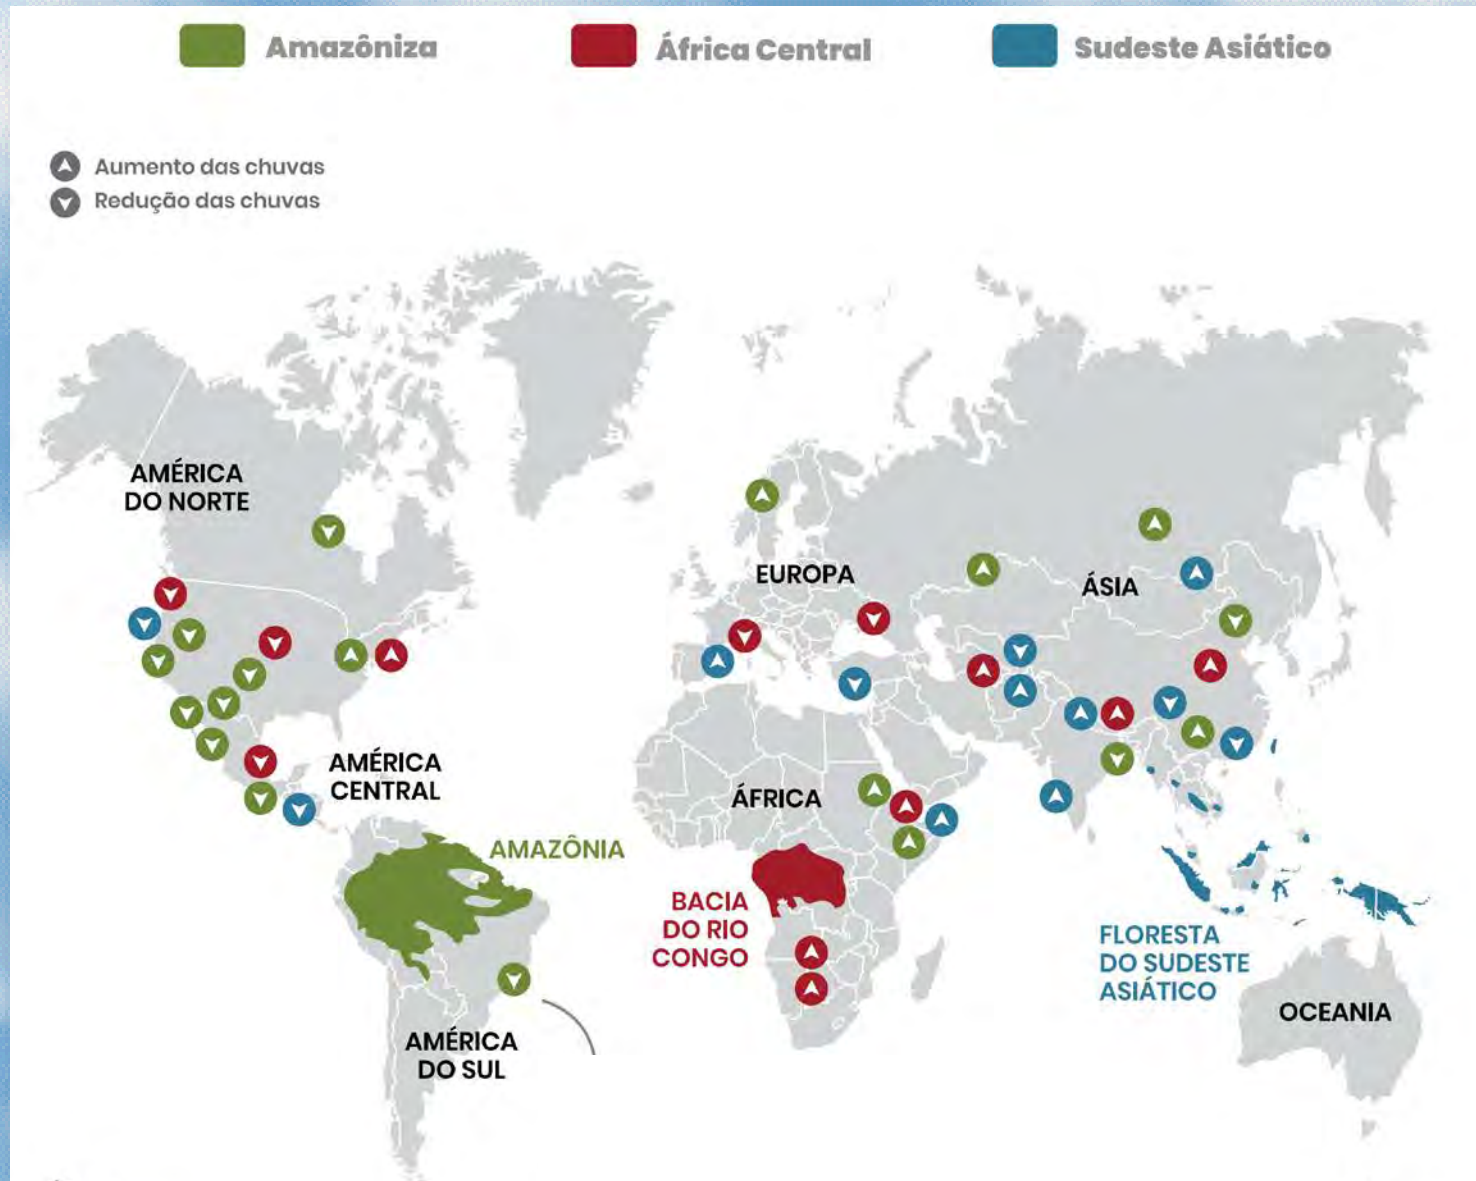 Amazôniza
África Central
Sudeste Asiático
Aumento das chuvas
Redução das chuvas
AMÉRICA
DO NORTE
EUROPA
ÁSIA
AMÉRICA
CENTRAL
ÁFRICA
AMAZÔNIA
BACIA
DO RIO
CONGO
FLORESTA
DO SUDESTE
ASIÁTICO
OCEANIA
AMÉRICA
DO SUL